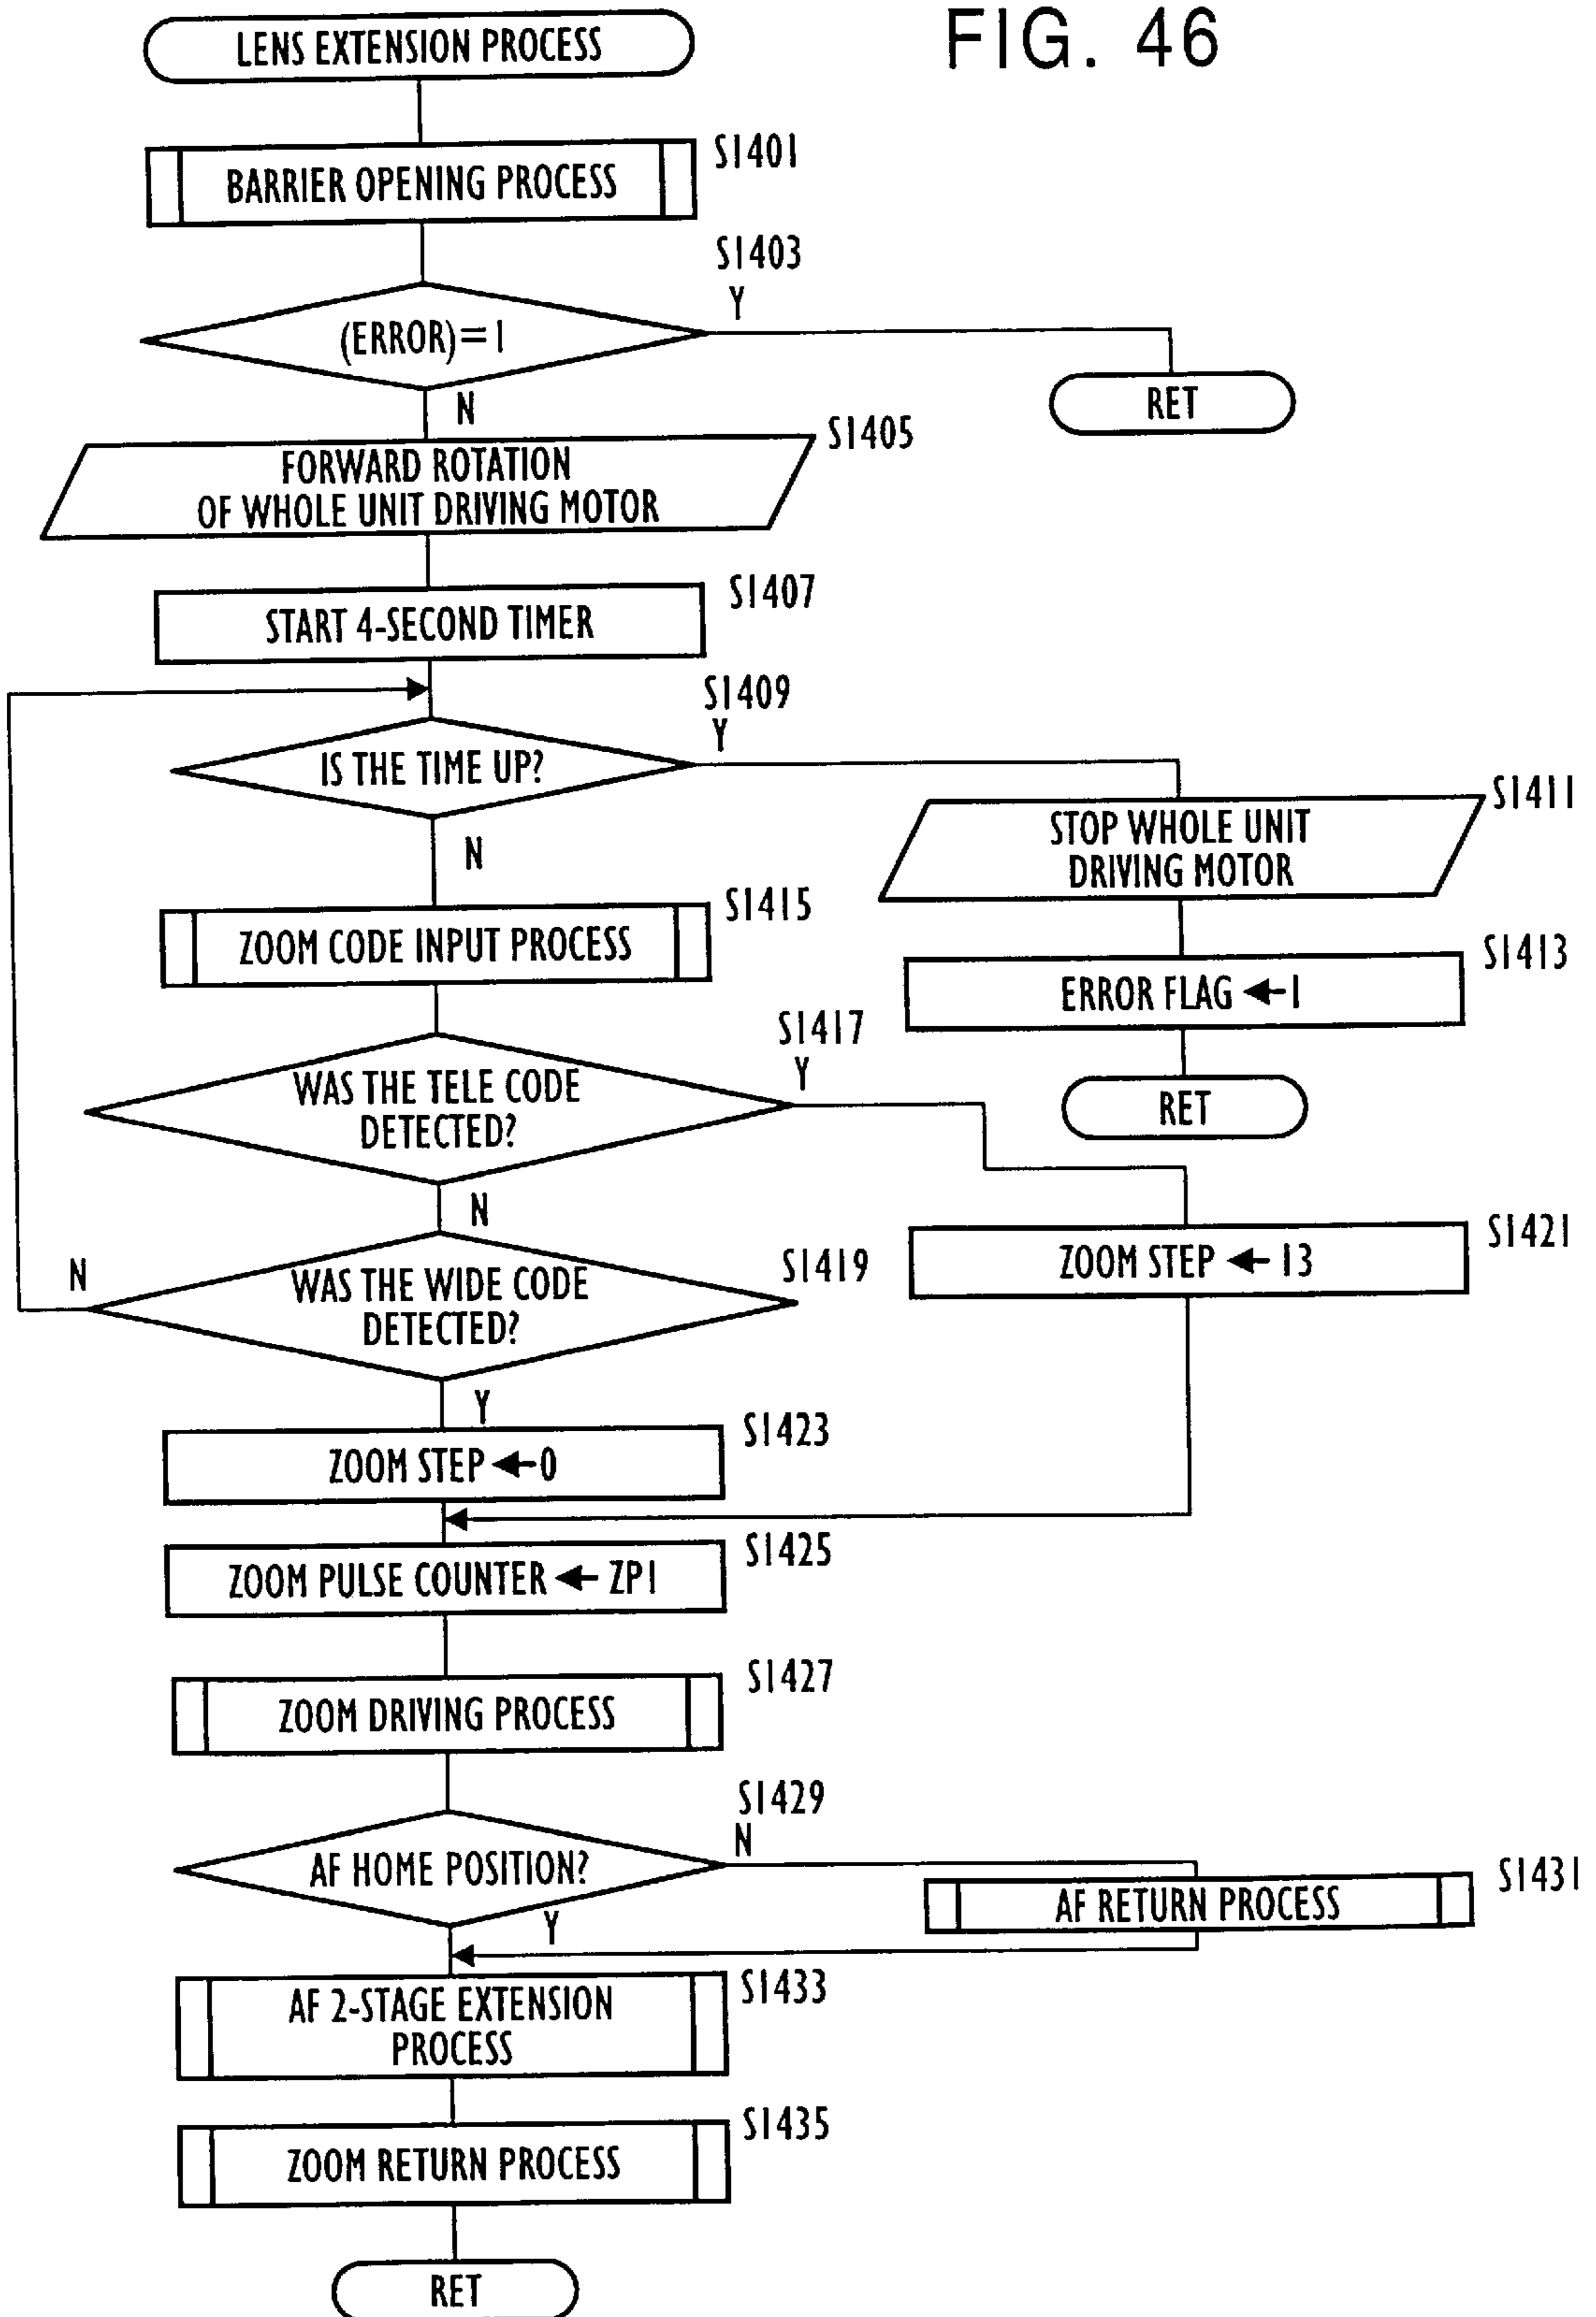 FIG. 46
LENS EXTENSION PROCESS
S1401
BARRIER OPENING PROCESS
S1403
Y
(ERROR)=1
RET
N
S1405
FORWARD ROTATION
OF WHOLE UNIT DRIVING MOTOR
S1407
START 4-SECOND TIMER
S1409
Y
IS THE TIME UP?
S1411
STOP WHOLE UNIT
DRIVING MOTOR
N
S1415
ZOOM CODE INPUT PROCESS
S1413
ERROR FLAG ←1
S1417
Y
WAS THE TELE CODE
DETECTED?
RET
N
S1421
ZOOM STEP ← 13
S1419
N
WAS THE WIDE CODE
DETECTED?
Y
S1423
ZOOM STEP ←0
S1425
ZOOM PULSE COUNTER ← ZP1
S1427
ZOOM DRIVING PROCESS
S1429
N
AF HOME POSITION?
S1431
AF RETURN PROCESS
Y
S1433
AF 2-STAGE EXTENSION
PROCESS
S1435
ZOOM RETURN PROCESS
RET